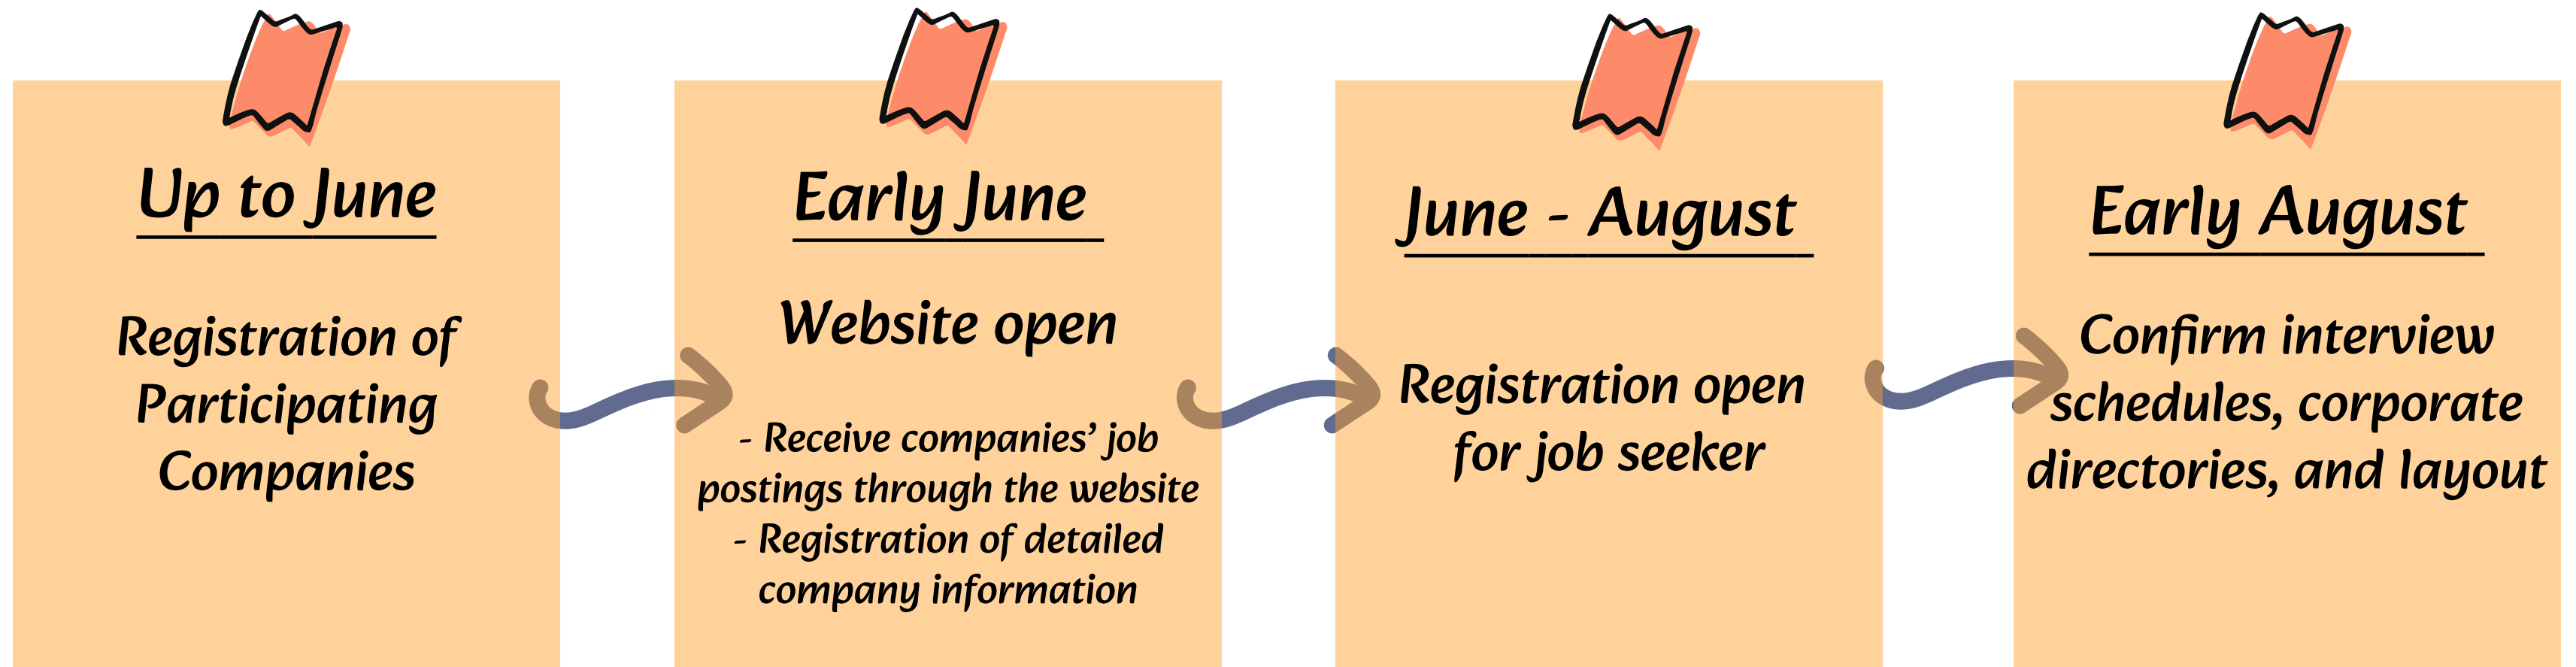 Up to June
Registration of
Participating
Companies
Early June
Website open
- Receive companies’ job
postings through the website
- Registration of detailed
company information
June - August
Registration open
for job seeker
Early August
Confirm interview
schedules, corporate
directories, and layout